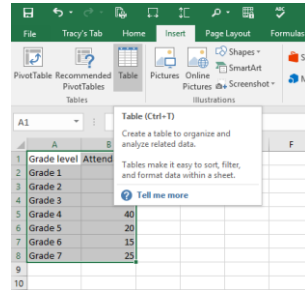 File Tracy's Tab Home Insert Page Layout Formulas
PivotTable Recommended PivotTables Table Pictures Online Pictures Shapes SmartArt Screenshot
Tables Illustrations
A1
Table (Ctrl+T)
Create a table to organize and
analyze related data.
Tables make it easy to sort, filter,
and format data within a sheet.
Tell me more
A B F
1 Grade level Attend
2 Grade 1
3 Grade 2
4 Grade 3
5 Grade 4 40
6 Grade 5 20
7 Grade 6 15
8 Grade 7 25
9
10